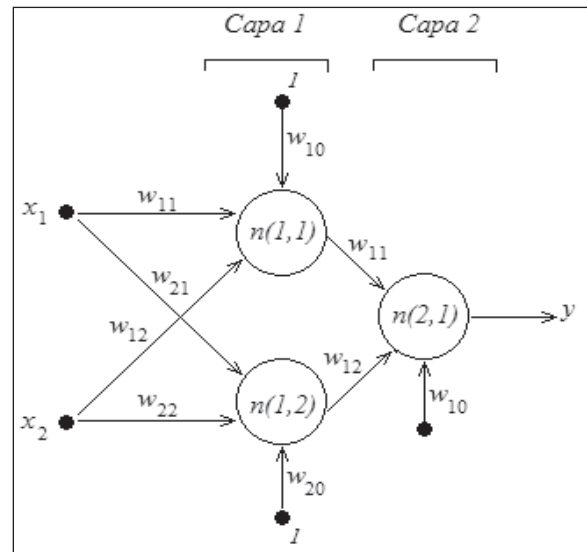 Capa 1 Capa 2
1
w10
x1 w11
n(1,1)
w11
w21
n(2,1) y
w12
w12
x2 w22 n(1,2)
w10
w20
1